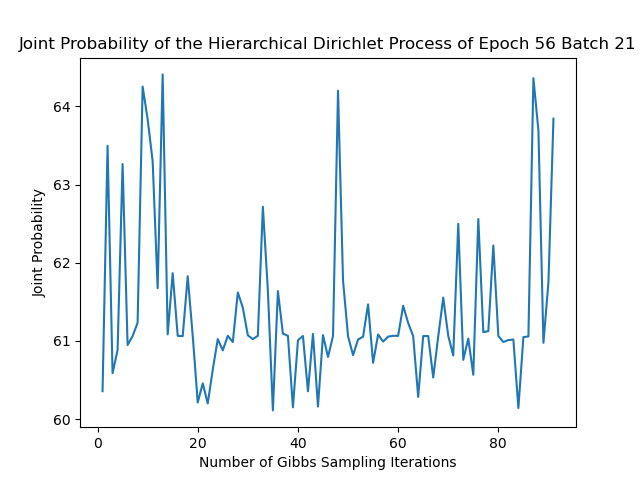 Joint Probability of the Hierarchical Dirichlet Process of Epoch 56 Batch 21
64
63
62
61
60
Joint Probability
0 20 40 60 80
Number of Gibbs Sampling Iterations